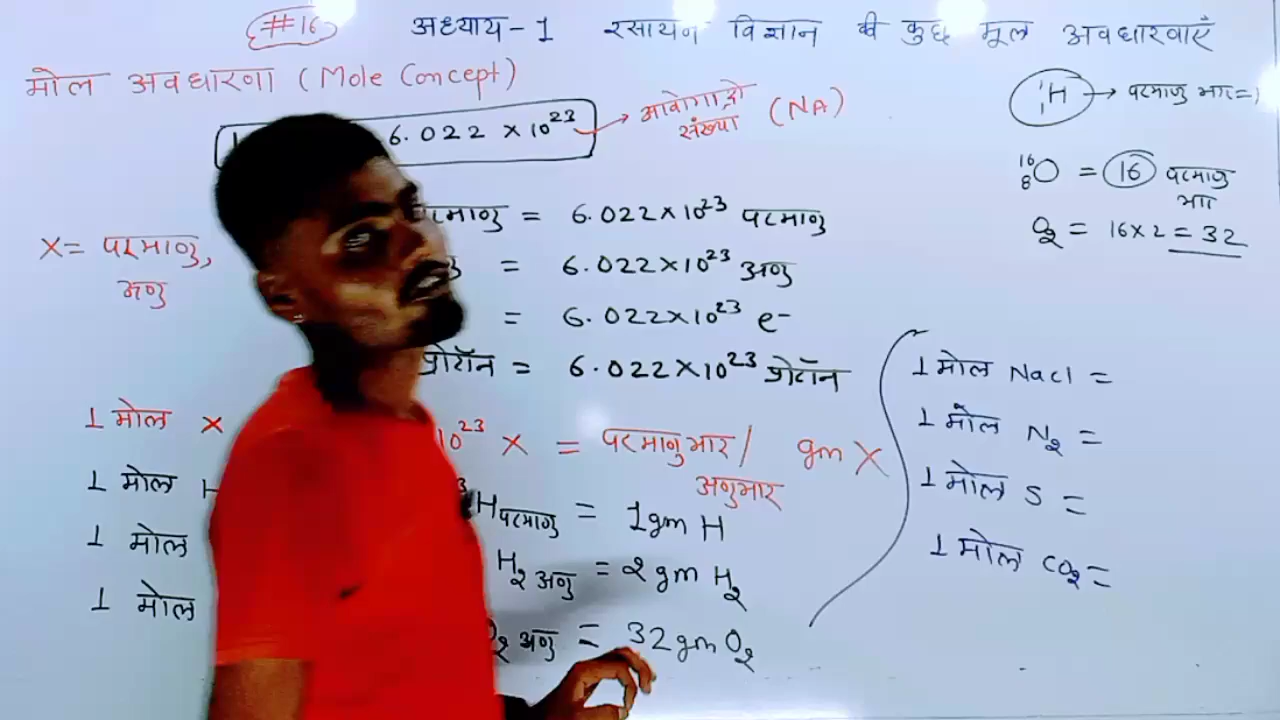 #16 अध्याय-1 रसायन विज्ञान की कुछ मूल अवधारणाएँ
मोल अवधारणा (Mole Concept)
6.022 × 10²³ → आवोगाद्रो संख्या (NA)
= 6.022×10²³ परमाणु
= 6.022×10²³ अणु
= 6.022×10²³ e⁻
प्रोटॉन = 6.022×10²³ प्रोटॉन
X = परमाणु,
अणु
1 मोल X 10²³ X = परमाणुभार/अणुभार gm X
1 मोल H परमाणु = 1gm H
1 मोल H₂ अणु = 2gm H₂
1 मोल O₂ अणु = 32gm O₂
¹₁H → परमाणु भार = 1
¹⁶₈O = 16 परमाणु भार
O₂ = 16×2 = 32
1 मोल NaCl =
1 मोल N₂ =
1 मोल S =
1 मोल CO₂ =